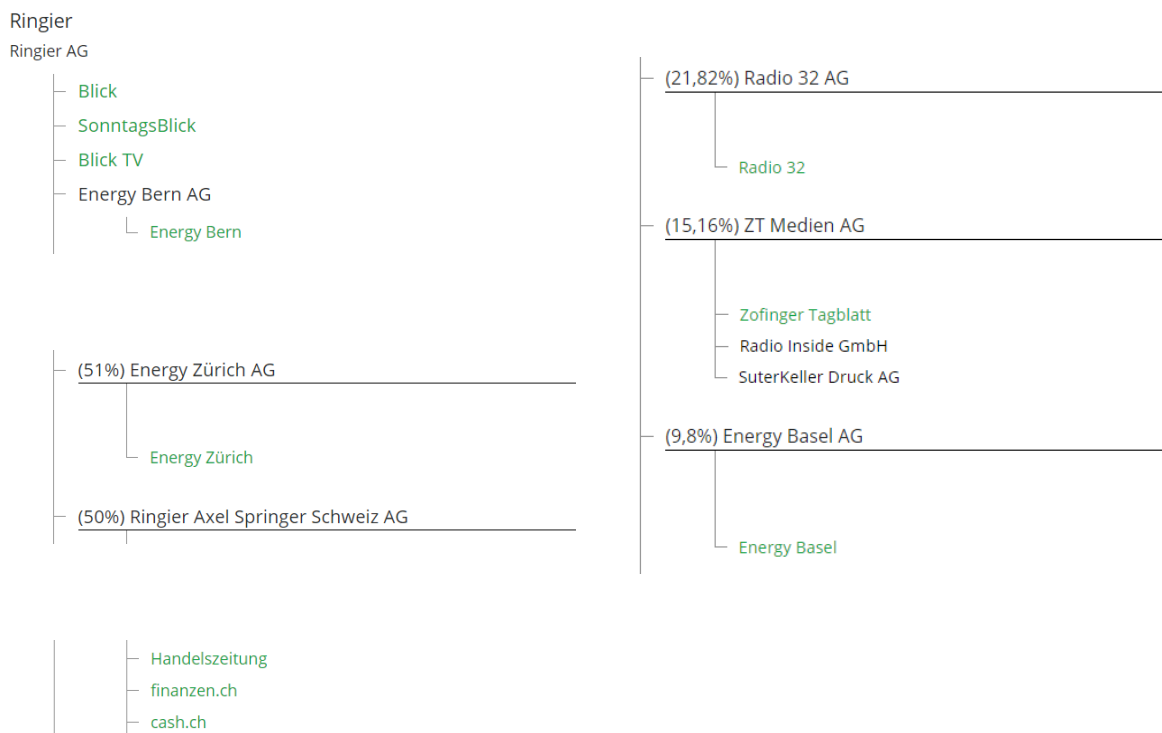 Ringier
Ringier AG
Blick
SonntagsBlick
Blick TV
Energy Bern AG
Energy Bern
(51%) Energy Zürich AG
Energy Zürich
(50%) Ringier Axel Springer Schweiz AG
Handelszeitung
finanzen.ch
cash.ch
(21,82%) Radio 32 AG
Radio 32
(15,16%) ZT Medien AG
Zofinger Tagblatt
Radio Inside GmbH
SuterKeller Druck AG
(9,8%) Energy Basel AG
Energy Basel